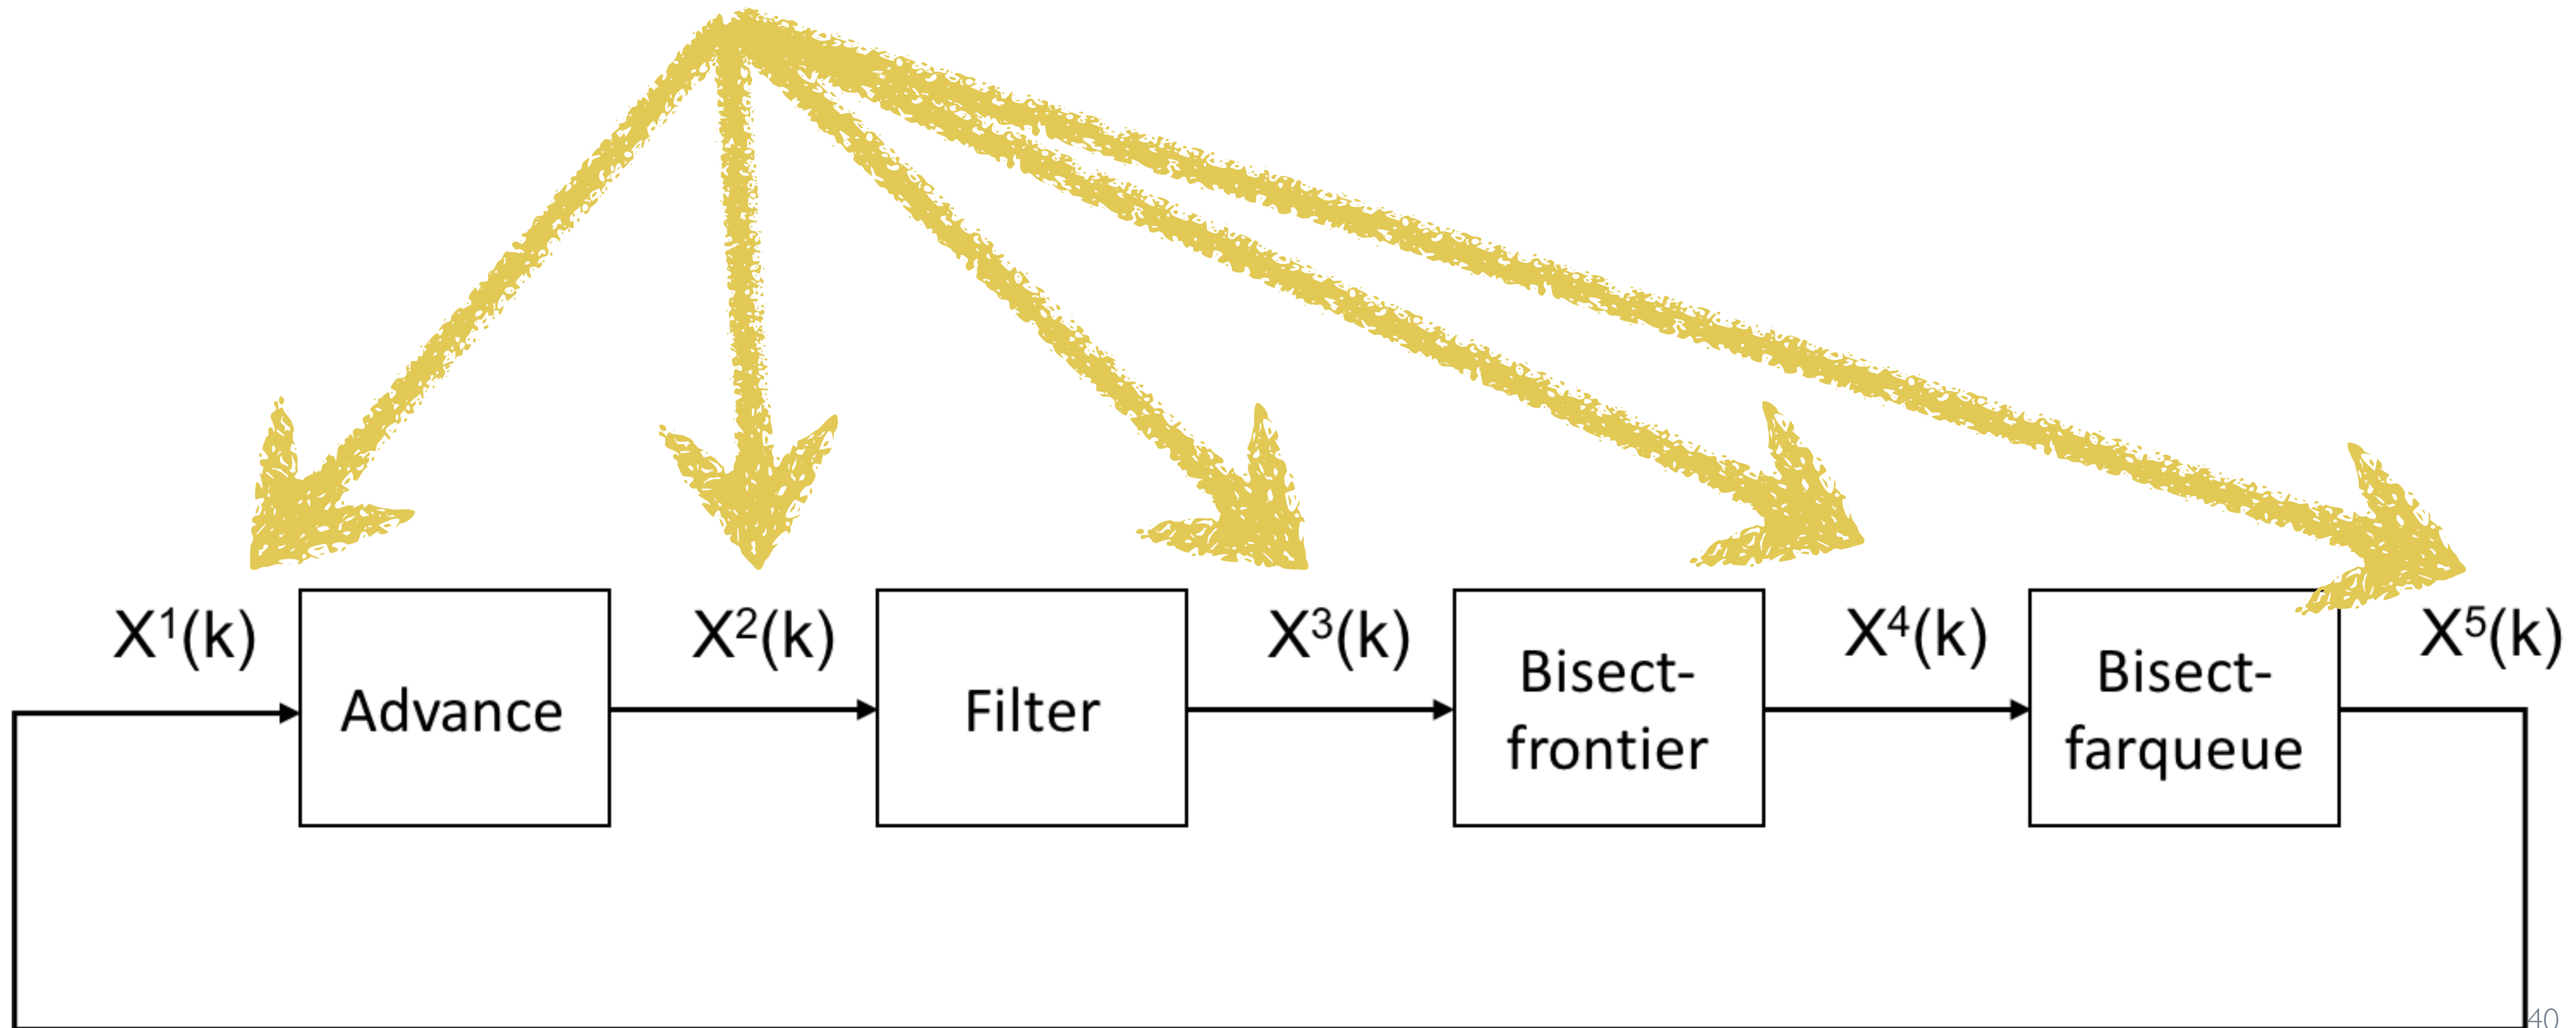 X¹(k)
Advance
X²(k)
Filter
X³(k)
Bisect-
frontier
X⁴(k)
Bisect-
farqueue
X⁵(k)
40